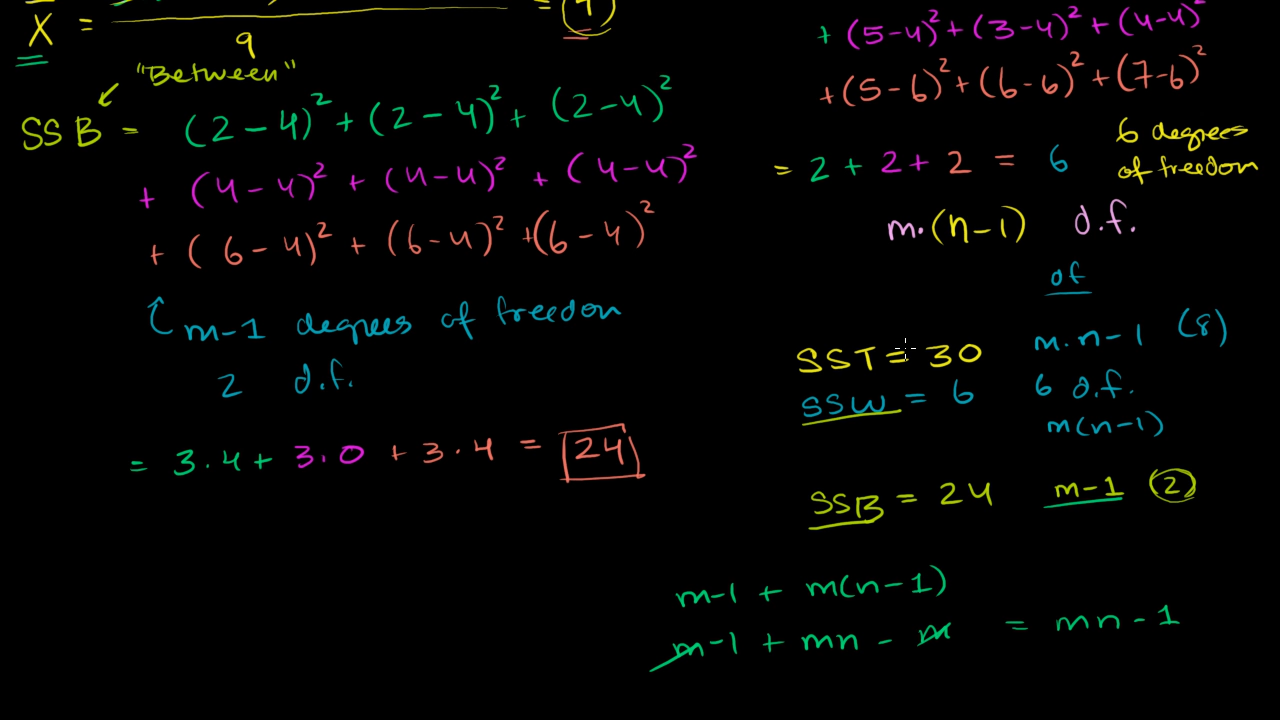 X̄ = 9 = 4
"Between"
SSB = (2-4)² + (2-4)² + (2-4)²
+ (4-4)² + (4-4)² + (4-4)²
+ (6-4)² + (6-4)² + (6-4)²
m-1 degrees of freedom
2 d.f.
= 3.4 + 3.0 + 3.4 = 24
+ (5-4)² + (3-4)² + (4-4)²
+ (5-6)² + (6-6)² + (7-6)²
= 2 + 2 + 2 = 6
6 degrees
of freedom
m.(n-1) d.f.
of
SST = 30 m.n-1 (8)
SSW = 6 6 d.f.
m(n-1)
SSB = 24 m-1 2
m-1 + m(n-1)
m-1 + mn - m = mn-1